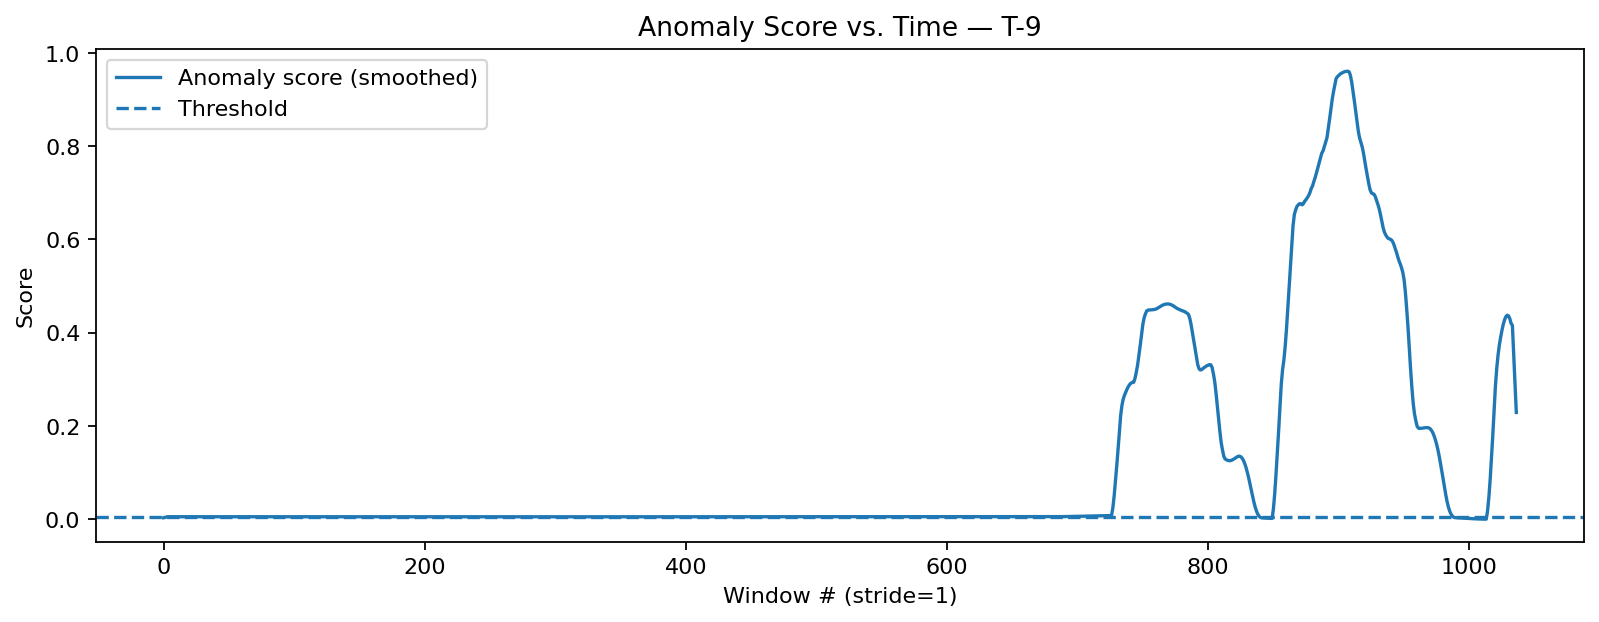 Anomaly Score vs. Time — T-9
Anomaly score (smoothed)
Threshold
Score
1.0
0.8
0.6
0.4
0.2
0.0
0 200 400 600 800 1000
Window # (stride=1)